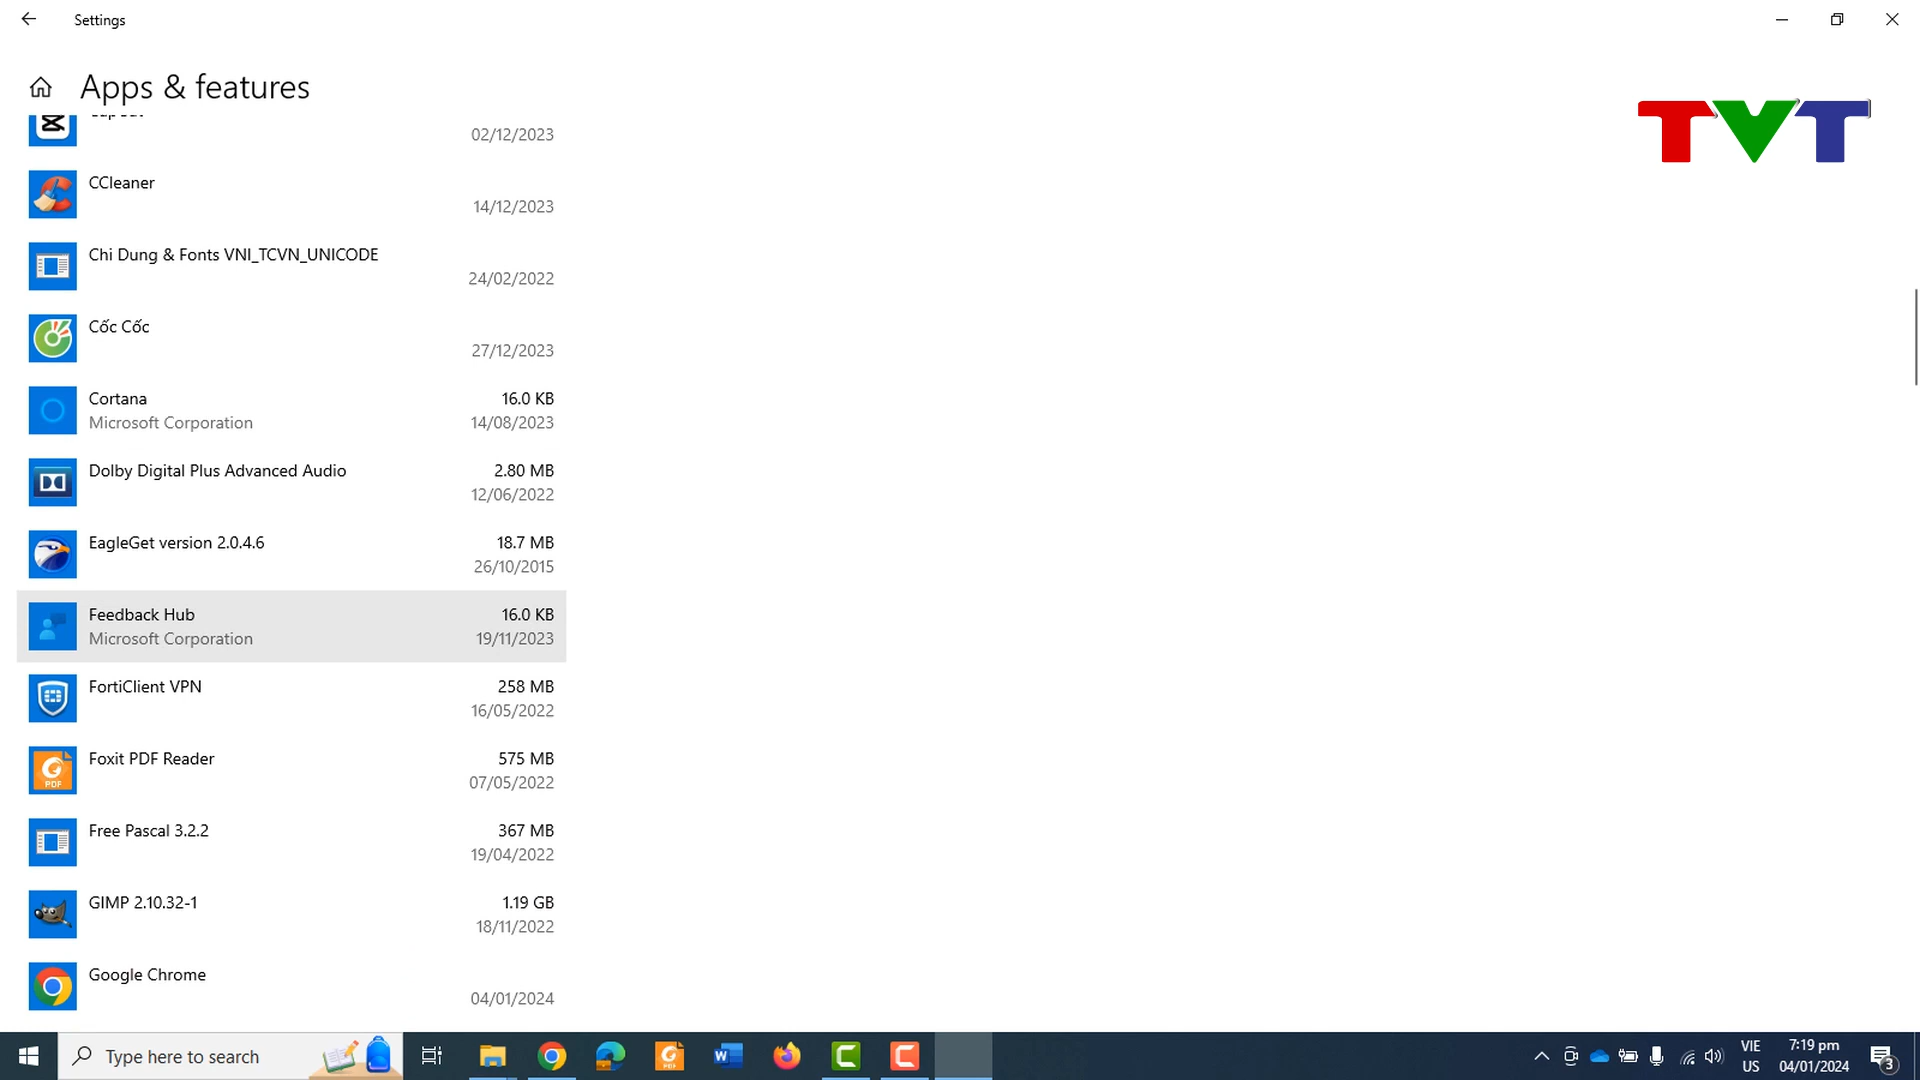 Settings
Apps & features
TVT
02/12/2023
CCleaner
14/12/2023
Chi Dung & Fonts VNI_TCVN_UNICODE
24/02/2022
Cốc Cốc
27/12/2023
Cortana 16.0 KB
Microsoft Corporation 14/08/2023
Dolby Digital Plus Advanced Audio 2.80 MB
12/06/2022
EagleGet version 2.0.4.6 18.7 MB
26/10/2015
Feedback Hub 16.0 KB
Microsoft Corporation 19/11/2023
FortiClient VPN 258 MB
16/05/2022
Foxit PDF Reader 575 MB
PDF 07/05/2022
Free Pascal 3.2.2 367 MB
19/04/2022
GIMP 2.10.32-1 1.19 GB
18/11/2022
Google Chrome
04/01/2024
Type here to search
VIE
US
7:19 pm
04/01/2024
3